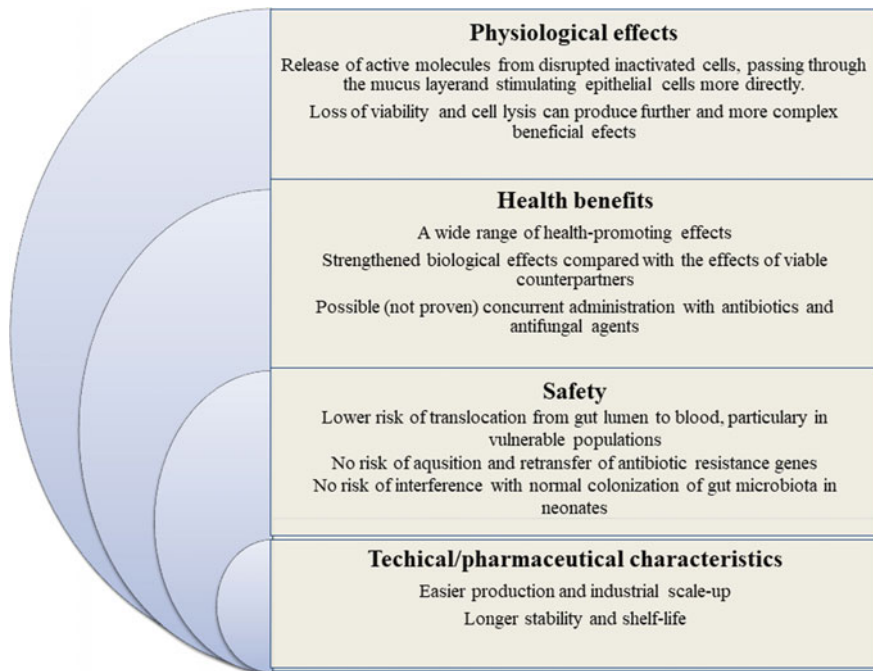 Physiological effects
Release of active molecules from disrupted inactivated cells, passing through
the mucus layerand stimulating epithelial cells more directly.
Loss of viability and cell lysis can produce further and more complex
beneficial efects
Health benefits
A wide range of health-promoting effects
Strengthened biological effects compared with the effects of viable
counterpartners
Possible (not proven) concurrent administration with antibiotics and
antifungal agents
Safety
Lower risk of translocation from gut lumen to blood, particulary in
vulnerable populations
No risk of aqusition and retransfer of antibiotic resistance genes
No risk of interference with normal colonization of gut microbiota in
neonates
Techical/pharmaceutical characteristics
Easier production and industrial scale-up
Longer stability and shelf-life